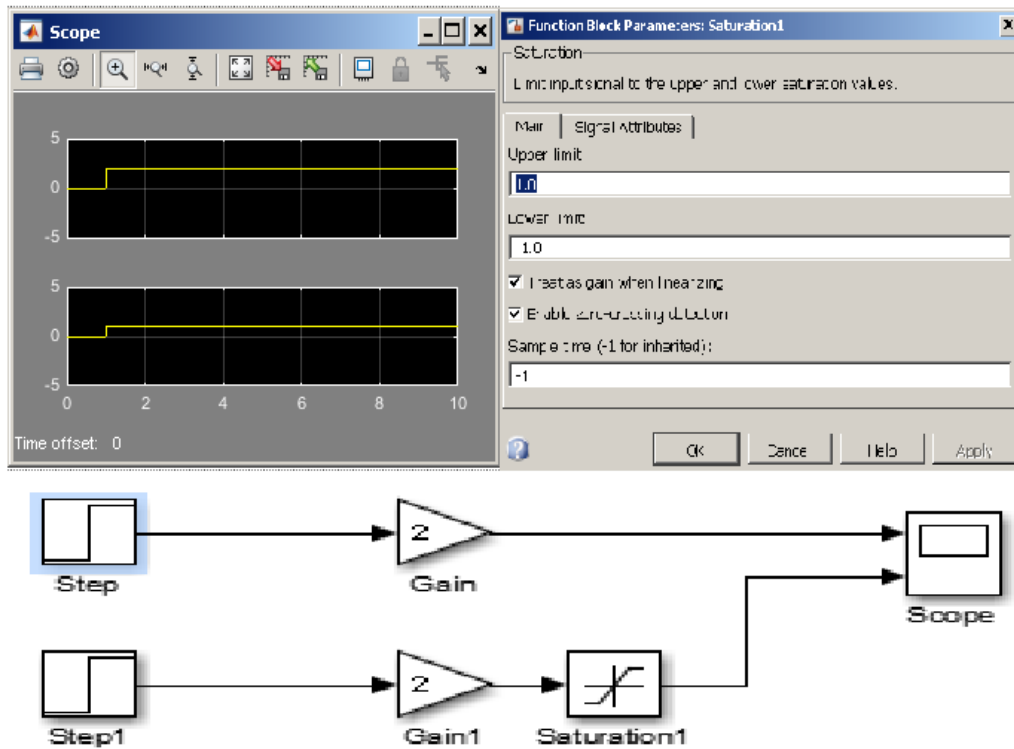 Scope
5
0
-5
5
0
-5
0 2 4 6 8 10
Time offset: 0
Function Block Parameters: Saturation1
Saturation
Limit input signal to the upper and lower saturation values.
Main Signal Attributes
Upper limit
1.0
Lower limit
1.0
Treat as gain when linearizing
Enable zero-crossing detection
Sample time (-1 for inherited):
-1
OK Cancel Help Apply
2
Step Gain
Scope
2
Step1 Gain1 Saturation1